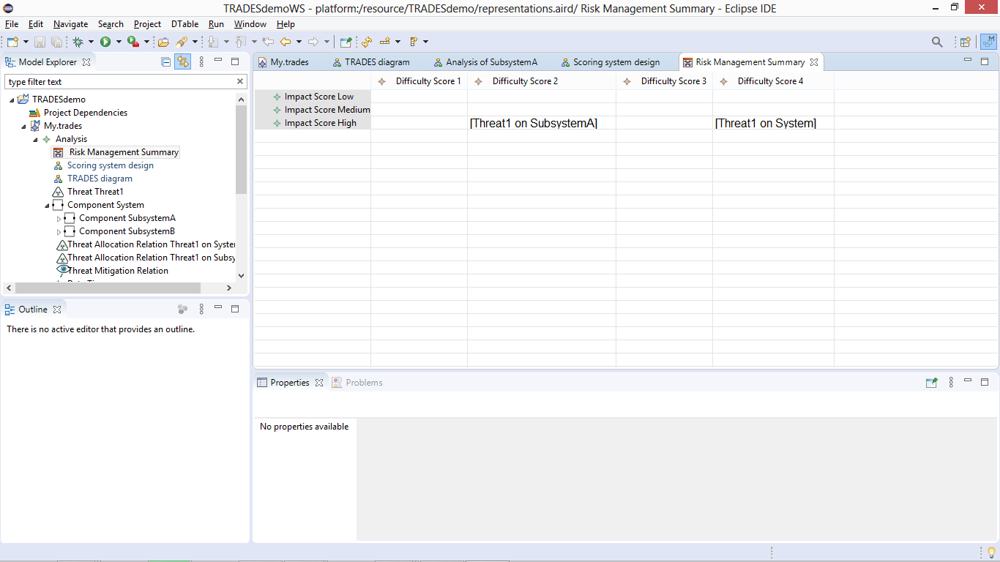 TRADESdemoWS - platform:/resource/TRADESdemo/representations.aird/ Risk Management Summary - Eclipse IDE
File Edit Navigate Search Project DTable Run Window Help
Model Explorer
type filter text
TRADESdemo
Project Dependencies
My.trades
Analysis
Risk Management Summary
Scoring system design
TRADES diagram
Threat Threat1
Component System
Component SubsystemA
Component SubsystemB
Threat Allocation Relation Threat1 on Syster
Threat Allocation Relation Threat1 on Subsy
Threat Mitigation Relation
Outline
There is no active editor that provides an outline.
My.trades TRADES diagram Analysis of SubsystemA Scoring system design Risk Management Summary
Difficulty Score 1 Difficulty Score 2 Difficulty Score 3 Difficulty Score 4
Impact Score Low
Impact Score Medium
Impact Score High [Threat1 on SubsystemA] [Threat1 on System]
Properties Problems
No properties available